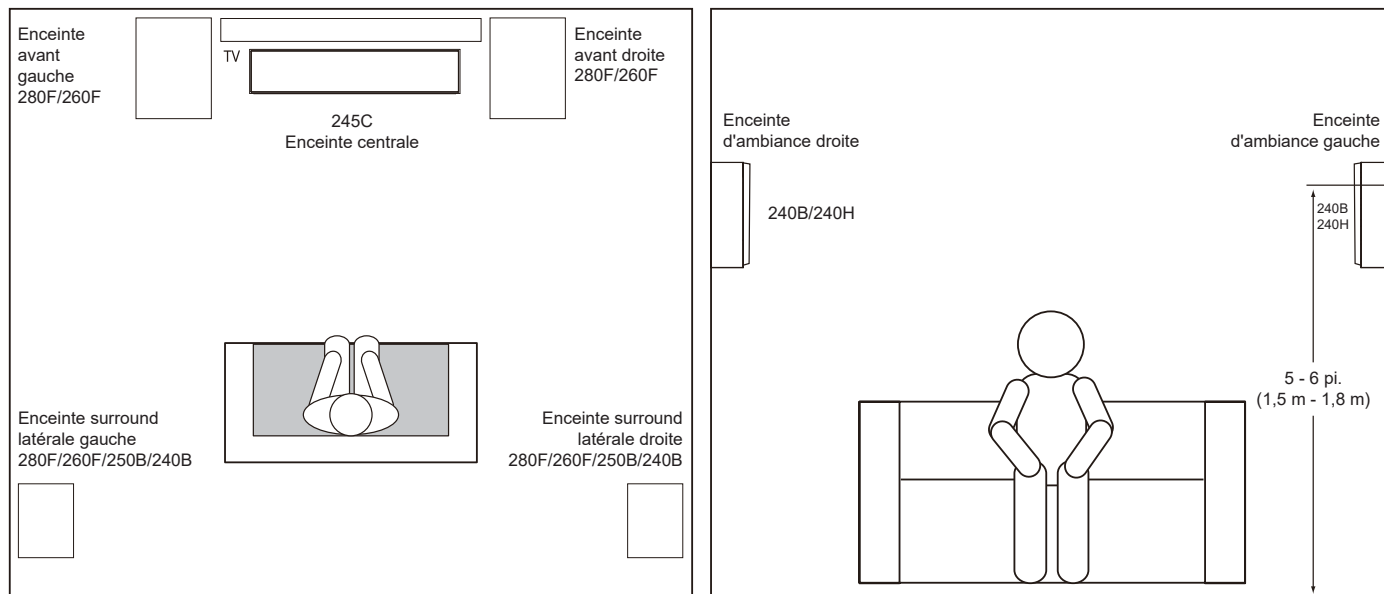 Enceinte
avant
gauche
280F/260F
TV
Enceinte
avant droite
280F/260F
245C
Enceinte centrale
Enceinte surround
latérale gauche
280F/260F/250B/240B
Enceinte surround
latérale droite
280F/260F/250B/240B
Enceinte
d'ambiance droite
240B/240H
Enceinte
d'ambiance gauche
240B
240H
5 - 6 pi.
(1,5 m - 1,8 m)